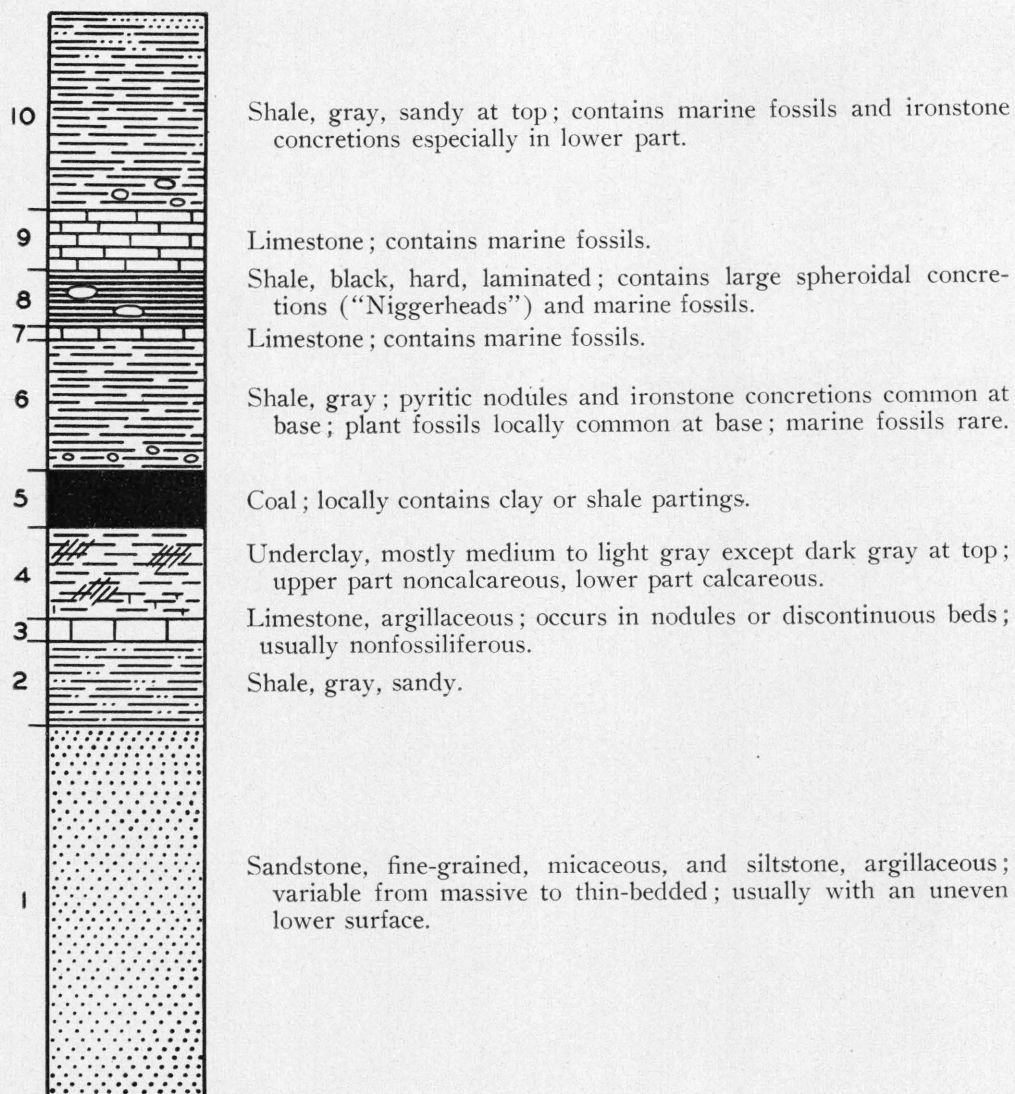 10
Shale, gray, sandy at top; contains marine fossils and ironstone
concretions especially in lower part.
9
Limestone; contains marine fossils.
8
Shale, black, hard, laminated; contains large spheroidal concre-
tions (“Niggerheads”) and marine fossils.
7
Limestone; contains marine fossils.
6
Shale, gray; pyritic nodules and ironstone concretions common at
base; plant fossils locally common at base; marine fossils rare.
5
Coal; locally contains clay or shale partings.
4
Underclay, mostly medium to light gray except dark gray at top;
upper part noncalcareous, lower part calcareous.
3
Limestone, argillaceous; occurs in nodules or discontinuous beds;
usually nonfossiliferous.
2
Shale, gray, sandy.
1
Sandstone, fine-grained, micaceous, and siltstone, argillaceous;
variable from massive to thin-bedded; usually with an uneven
lower surface.